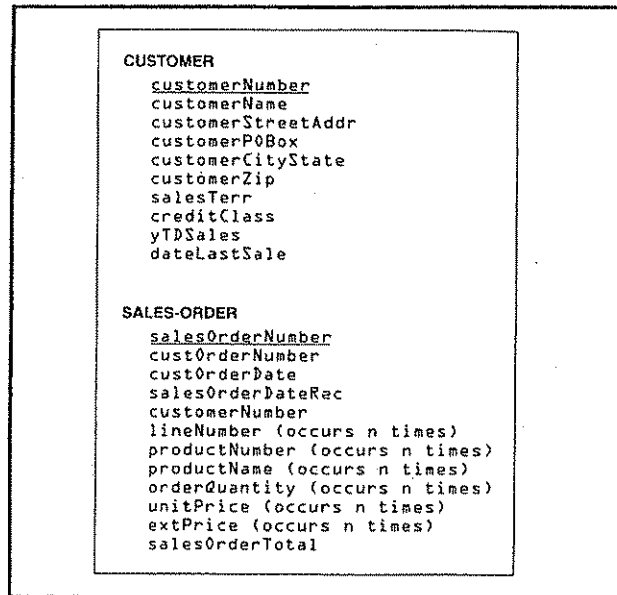 CUSTOMER
customerNumber
customerName
customerStreetAddr
customerPOBox
customerCityState
customerZip
salesTerr
creditClass
yTDSales
dateLastSale
SALES-ORDER
salesOrderNumber
custOrderNumber
custOrderDate
salesOrderDateRec
customerNumber
lineNumber (occurs n times)
productNumber (occurs n times)
productName (occurs n times)
orderQuantity (occurs n times)
unitPrice (occurs n times)
extPrice (occurs n times)
salesOrderTotal